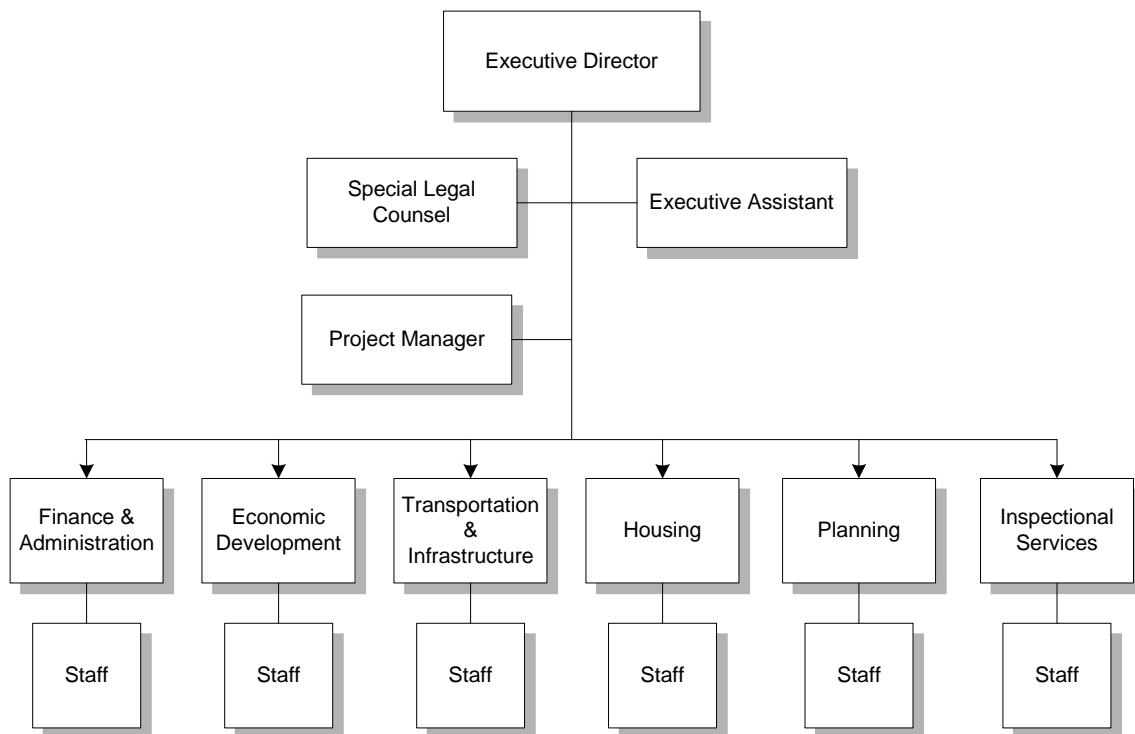 Executive Director
Special Legal
Counsel
Executive Assistant
Project Manager
Finance &
Administration
Economic
Development
Transportation
&
Infrastructure
Housing
Planning
Inspectional
Services
Staff
Staff
Staff
Staff
Staff
Staff